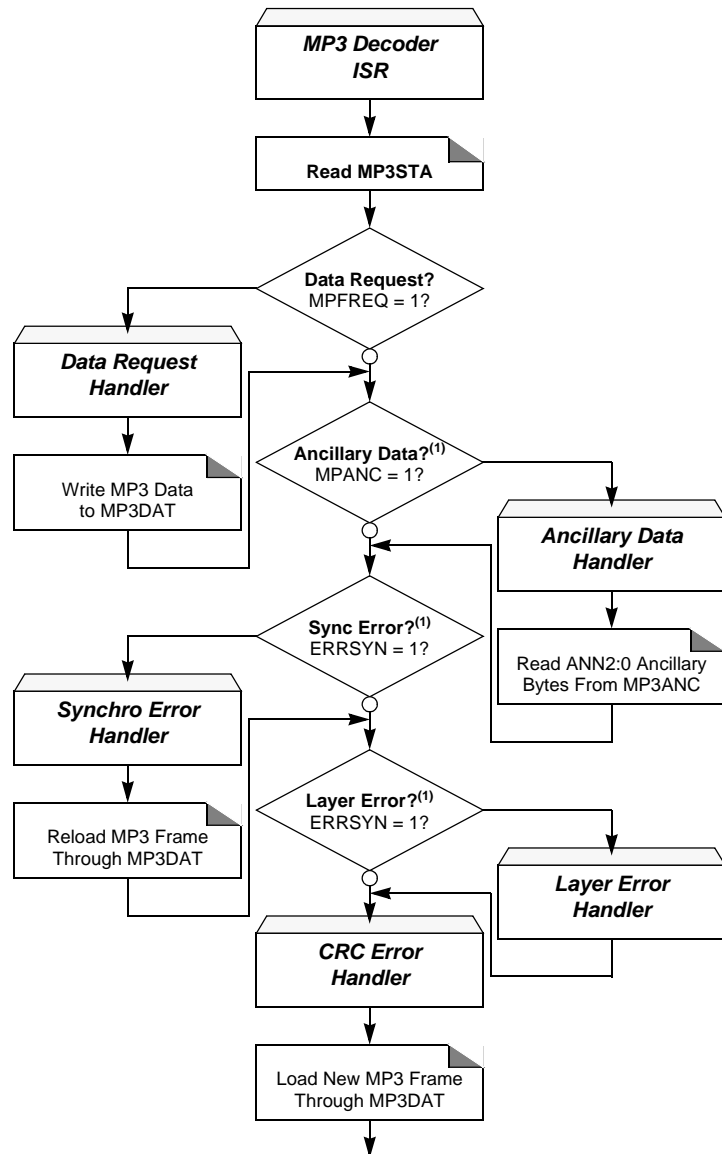 MP3 Decoder
ISR
Read MP3STA
Data Request?
MPFREQ = 1?
Data Request
Handler
Write MP3 Data
to MP3DAT
Ancillary Data?(1)
MPANC = 1?
Ancillary Data
Handler
Read ANN2:0 Ancillary
Bytes From MP3ANC
Sync Error?(1)
ERRSYN = 1?
Synchro Error
Handler
Reload MP3 Frame
Through MP3DAT
Layer Error?(1)
ERRSYN = 1?
Layer Error
Handler
CRC Error
Handler
Load New MP3 Frame
Through MP3DAT